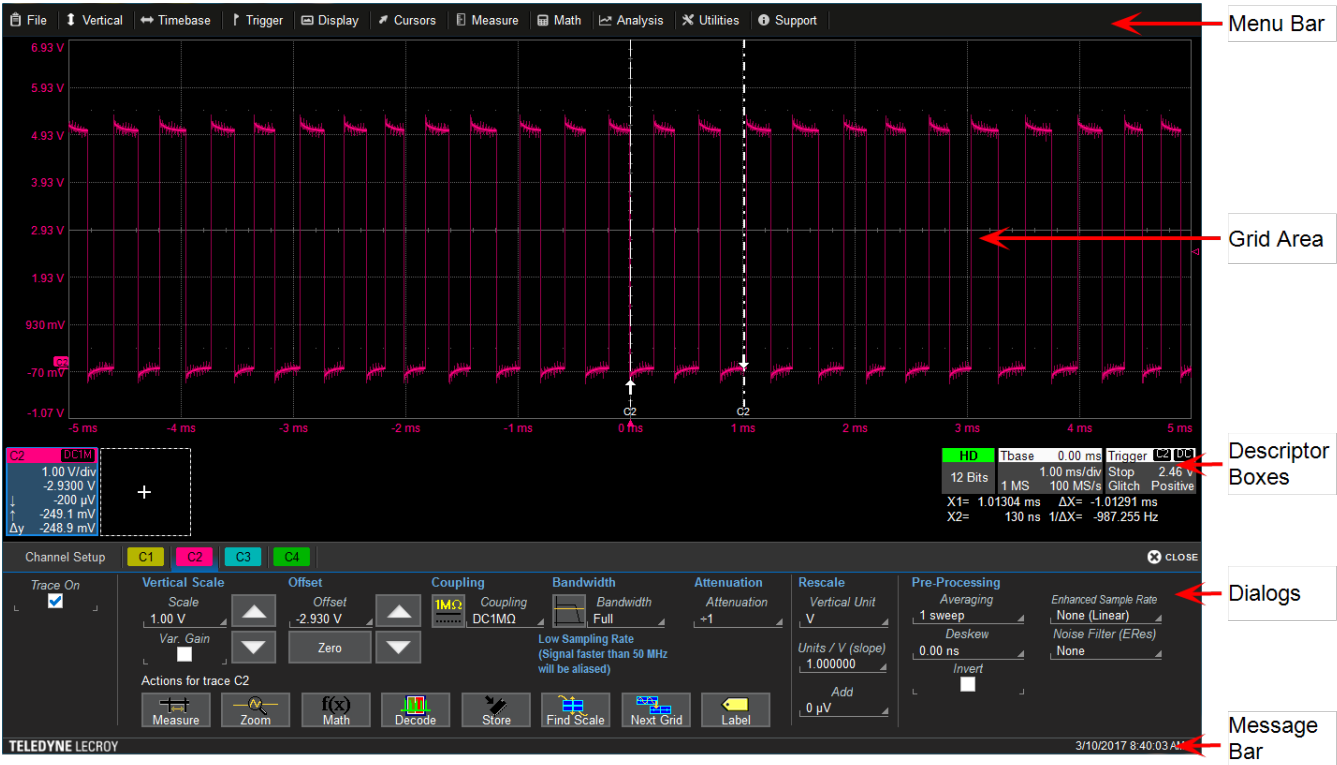 File Vertical Timebase Trigger Display Cursors Measure Math Analysis Utilities Support
Menu Bar
6.93 V
5.93 V
4.93 V
3.93 V
2.93 V
1.93 V
930 mV
C2
-70 mV
-1.07 V
Grid Area
C2 C2
-5 ms -4 ms -3 ms -2 ms -1 ms 0 ms 1 ms 2 ms 3 ms 4 ms 5 ms
C2 DC1M
1.00 V/div
-2.9300 V
↓ -200 µV
↑ -249.1 mV
Δy -248.9 mV
+
HD
12 Bits
Tbase 0.00 ms
1.00 ms/div
1 MS 100 MS/s
Trigger C2 DC
Stop 2.46 V
Glitch Positive
X1= 1.01304 ms ΔX= -1.01291 ms
X2= 130 ns 1/ΔX= -987.255 Hz
Descriptor
Boxes
Channel Setup C1 C2 C3 C4 CLOSE
Trace On
Vertical Scale
Scale
1.00 V
Var. Gain
Offset
Offset
-2.930 V
Zero
Coupling
1MΩ Coupling
DC1MΩ
Bandwidth
Bandwidth
Full
Low Sampling Rate
(Signal faster than 50 MHz
will be aliased)
Attenuation
Attenuation
÷1
Rescale
Vertical Unit
V
Units / V (slope)
1.000000
Add
0 µV
Pre-Processing
Averaging
1 sweep
Deskew
0.00 ns
Invert
Enhanced Sample Rate
None (Linear)
Noise Filter (ERes)
None
Dialogs
Actions for trace C2
Measure Zoom f(x) Math Decode Store Find Scale Next Grid Label
TELEDYNE LECROY
3/10/2017 8:40:03 AM
Message
Bar